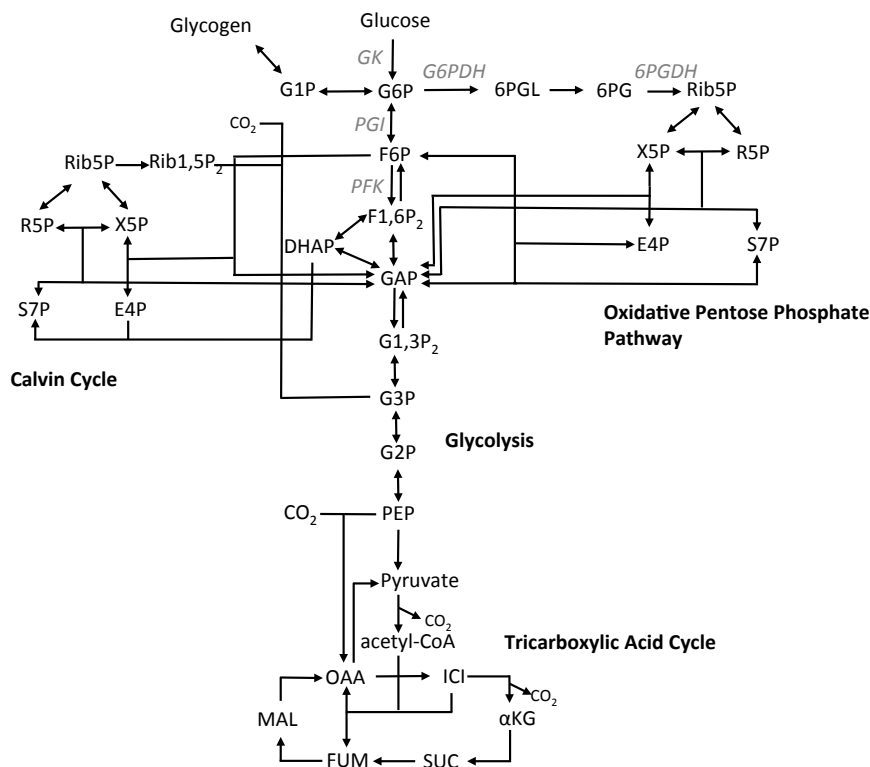 Glucose
Glycogen
GK
G6PDH
6PGDH
G1P
G6P
6PGL
6PG
Rib5P
CO2
PGI
Rib5P
Rib1,5P2
F6P
X5P
R5P
PFK
R5P
X5P
F1,6P2
DHAP
E4P
S7P
GAP
S7P
E4P
Oxidative Pentose Phosphate
Pathway
G1,3P2
Calvin Cycle
G3P
Glycolysis
G2P
CO2
PEP
Pyruvate
CO2
acetyl-CoA
Tricarboxylic Acid Cycle
OAA
ICI
CO2
MAL
αKG
FUM
SUC